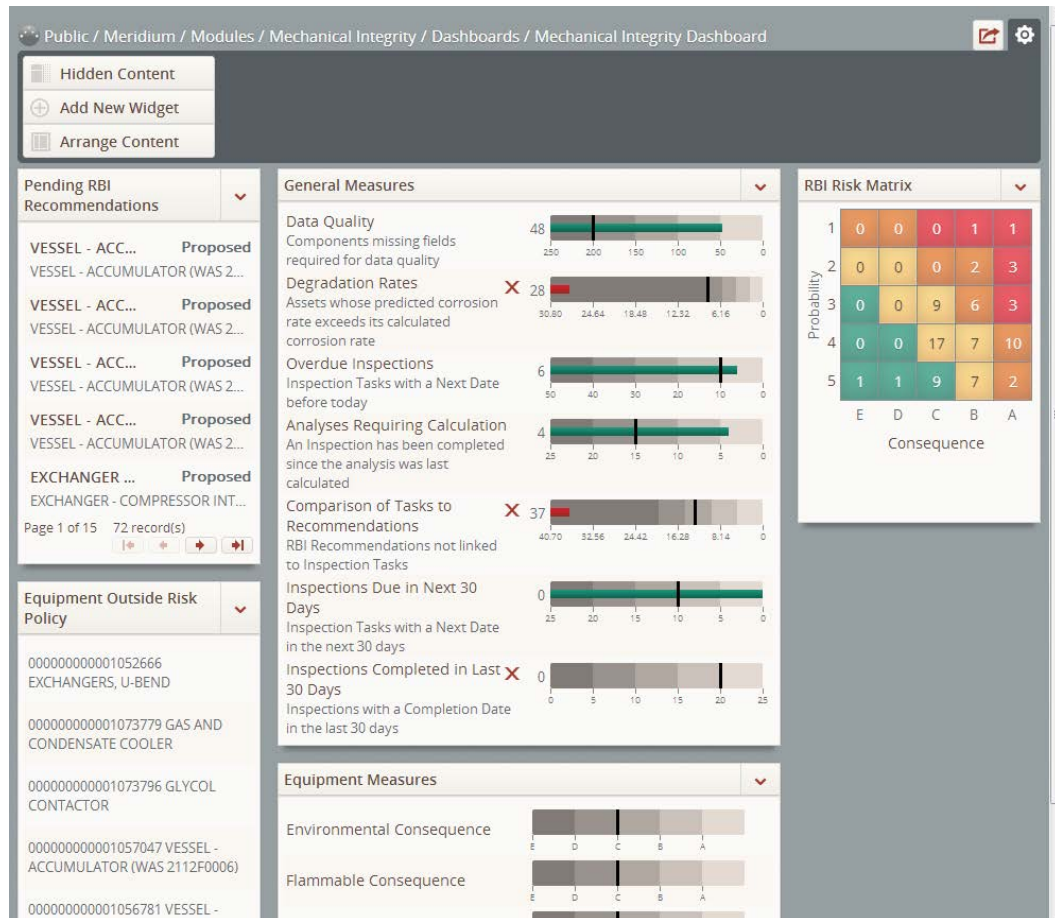 Public / Meridium / Modules / Mechanical Integrity / Dashboards / Mechanical Integrity Dashboard
Hidden Content
Add New Widget
Arrange Content
Pending RBI
Recommendations
VESSEL - ACC... Proposed
VESSEL - ACCUMULATOR (WAS 2...
VESSEL - ACC... Proposed
VESSEL - ACCUMULATOR (WAS 2...
VESSEL - ACC... Proposed
VESSEL - ACCUMULATOR (WAS 2...
VESSEL - ACC... Proposed
VESSEL - ACCUMULATOR (WAS 2...
EXCHANGER ... Proposed
EXCHANGER - COMPRESSOR INT...
Page 1 of 15 72 record(s)
Equipment Outside Risk
Policy
000000000001052666
EXCHANGERS, U-BEND
000000000001073779 GAS AND
CONDENSATE COOLER
000000000001073796 GLYCOL
CONTACTOR
000000000001057047 VESSEL -
ACCUMULATOR (WAS 2112F0006)
000000000001056781 VESSEL -
General Measures
Data Quality
Components missing fields
required for data quality
48
250 200 150 100 50 0
Degradation Rates
Assets whose predicted corrosion
rate exceeds its calculated
corrosion rate
28
30.80 24.64 18.48 12.32 6.16 0
Overdue Inspections
Inspection Tasks with a Next Date
before today
6
50 40 30 20 10 0
Analyses Requiring Calculation
An Inspection has been completed
since the analysis was last
calculated
4
25 20 15 10 5 0
Comparison of Tasks to
Recommendations
RBI Recommendations not linked
to Inspection Tasks
37
40.70 32.56 24.42 16.28 8.14 0
Inspections Due in Next 30
Days
Inspection Tasks with a Next Date
in the next 30 days
0
25 20 15 10 5 0
Inspections Completed in Last
30 Days
Inspections with a Completion Date
in the last 30 days
0
0 5 10 15 20 25
Equipment Measures
Environmental Consequence
E D C B A
Flammable Consequence
E D C B A
RBI Risk Matrix
Probability
1 0 0 0 1 1
2 0 0 0 2 3
3 0 0 9 6 3
4 0 0 17 7 10
5 1 1 9 7 2
E D C B A
Consequence